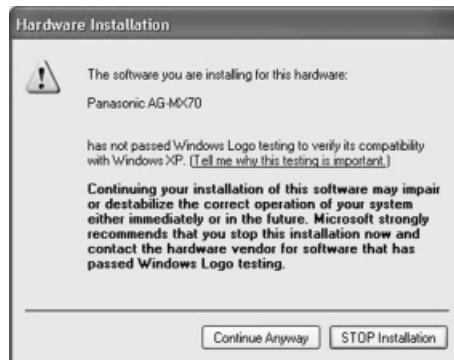 Hardware Installation
The software you are installing for this hardware:
Panasonic AG-MX70
has not passed Windows Logo testing to verify its compatibility
with Windows XP. (Tell me why this testing is important.)
Continuing your installation of this software may impair
or destabilize the correct operation of your system
either immediately or in the future. Microsoft strongly
recommends that you stop this installation now and
contact the hardware vendor for software that has
passed Windows Logo testing.
Continue Anyway
STOP Installation